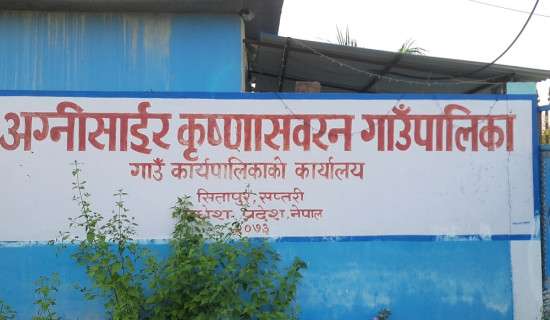 अग्नीसाईर कृष्णासवरन गाउँपालिका
गाउँ कार्यपालिकाको कार्यालय
सितापुर, सप्तरी
प्रदेश, नेपाल
२०७३